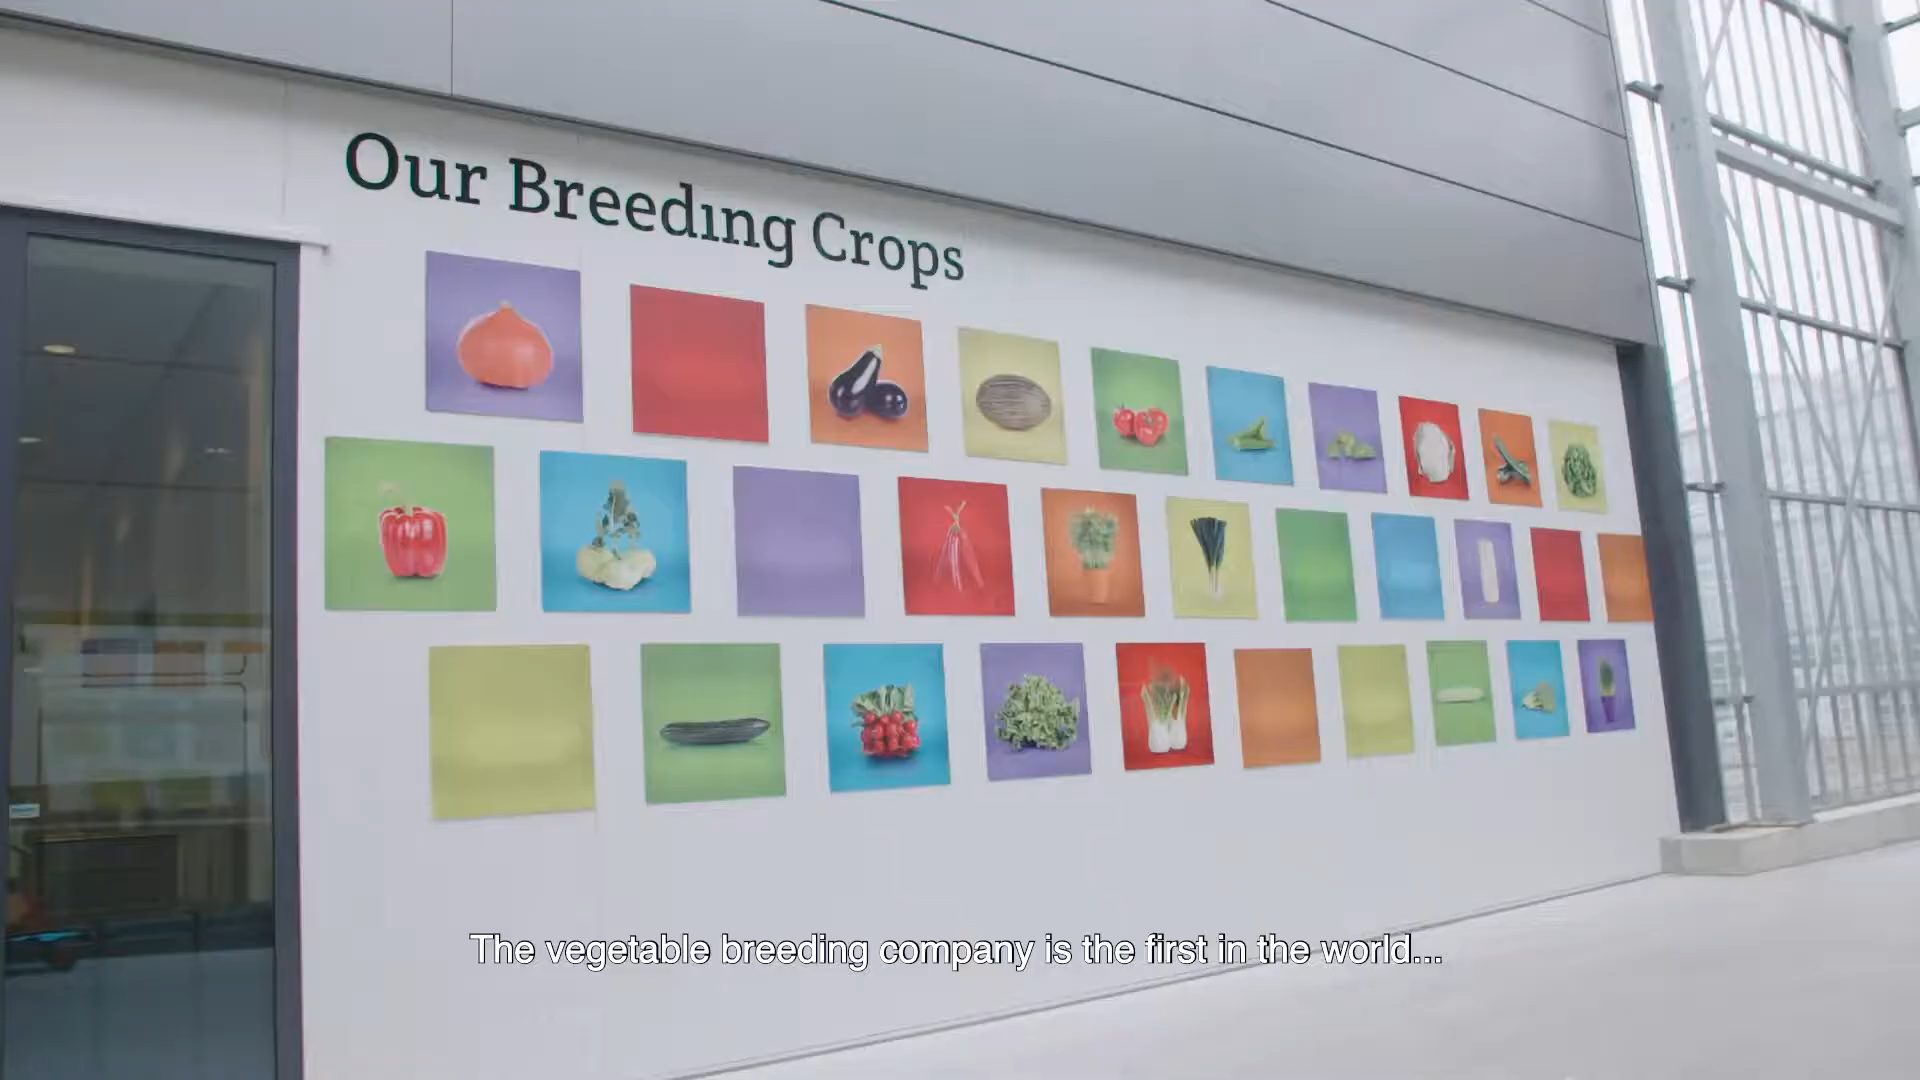 Our Breeding Crops
The vegetable breeding company is the first in the world...